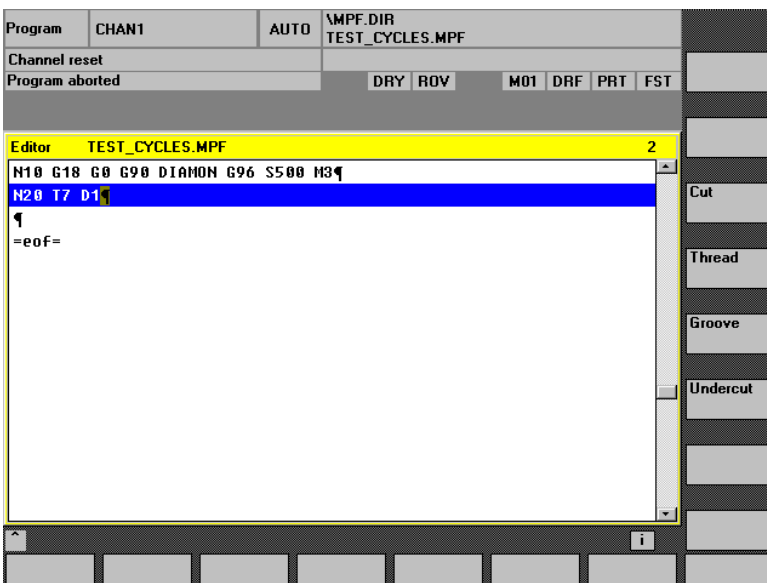 Program CHAN1 AUTO \MPF.DIR
TEST_CYCLES.MPF
Channel reset
Program aborted DRY ROV M01 DRF PRT FST
Editor TEST_CYCLES.MPF 2
N10 G18 G0 G90 DIAMON G96 S500 M3¶
N20 T7 D1¶
¶
=eof=
Cut
Thread
Groove
Undercut
^ i